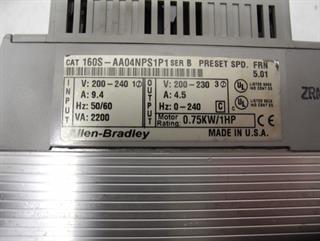 CAT 160S-AA04NPS1P1 SER B PRESET SPD. FRN 5.01
INPUT
V: 200-240 1Ø
A: 9.4
Hz: 50/60
VA: 2200
OUTPUT
V: 200-230 3Ø
A: 4.5
Hz: 0-240
Motor Rating: 0.75KW/1HP
LISTED
LISTED
Allen-Bradley
MADE IN U.S.A.